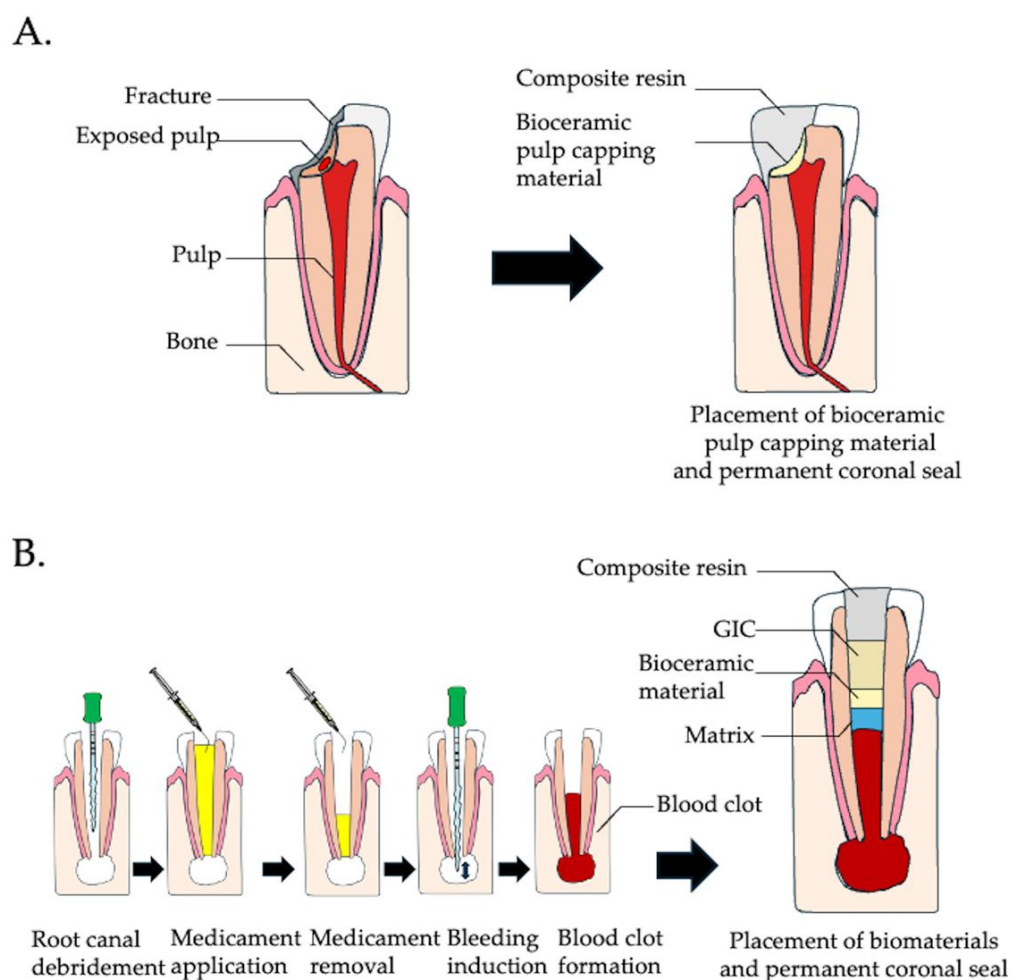 A.
Fracture
Exposed pulp
Pulp
Bone
Composite resin
Bioceramic
pulp capping
material
Placement of bioceramic
pulp capping material
and permanent coronal seal
B.
Root canal
debridement
Medicament
application
Medicament
removal
Bleeding
induction
Blood clot
formation
Blood clot
Composite resin
GIC
Bioceramic
material
Matrix
Placement of biomaterials
and permanent coronal seal